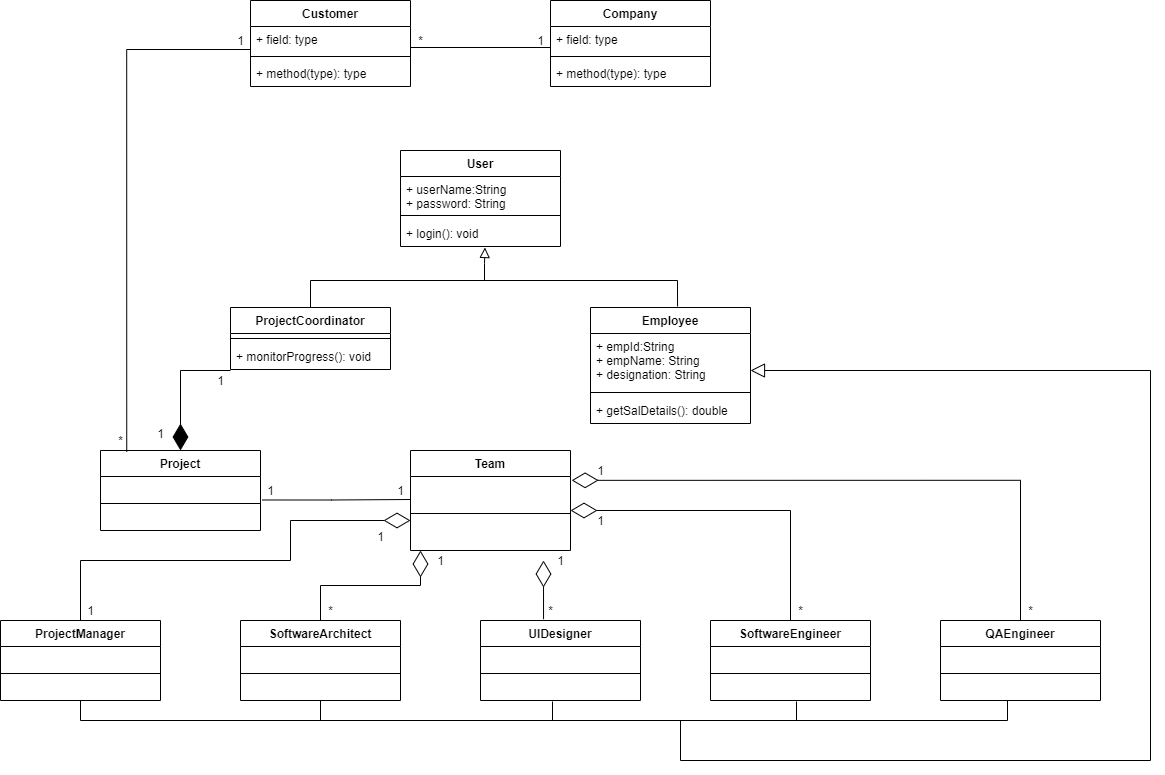 Customer
+ field: type
+ method(type): type
Company
+ field: type
+ method(type): type
1
*
1
User
+ userName:String
+ password: String
+ login(): void
ProjectCoordinator
+ monitorProgress(): void
Employee
+ empId:String
+ empName: String
+ designation: String
+ getSalDetails(): double
1
1
*
Project
Team
1
1
1
1
1
1
1
1
*
*
*
*
ProjectManager
SoftwareArchitect
UIDesigner
SoftwareEngineer
QAEngineer